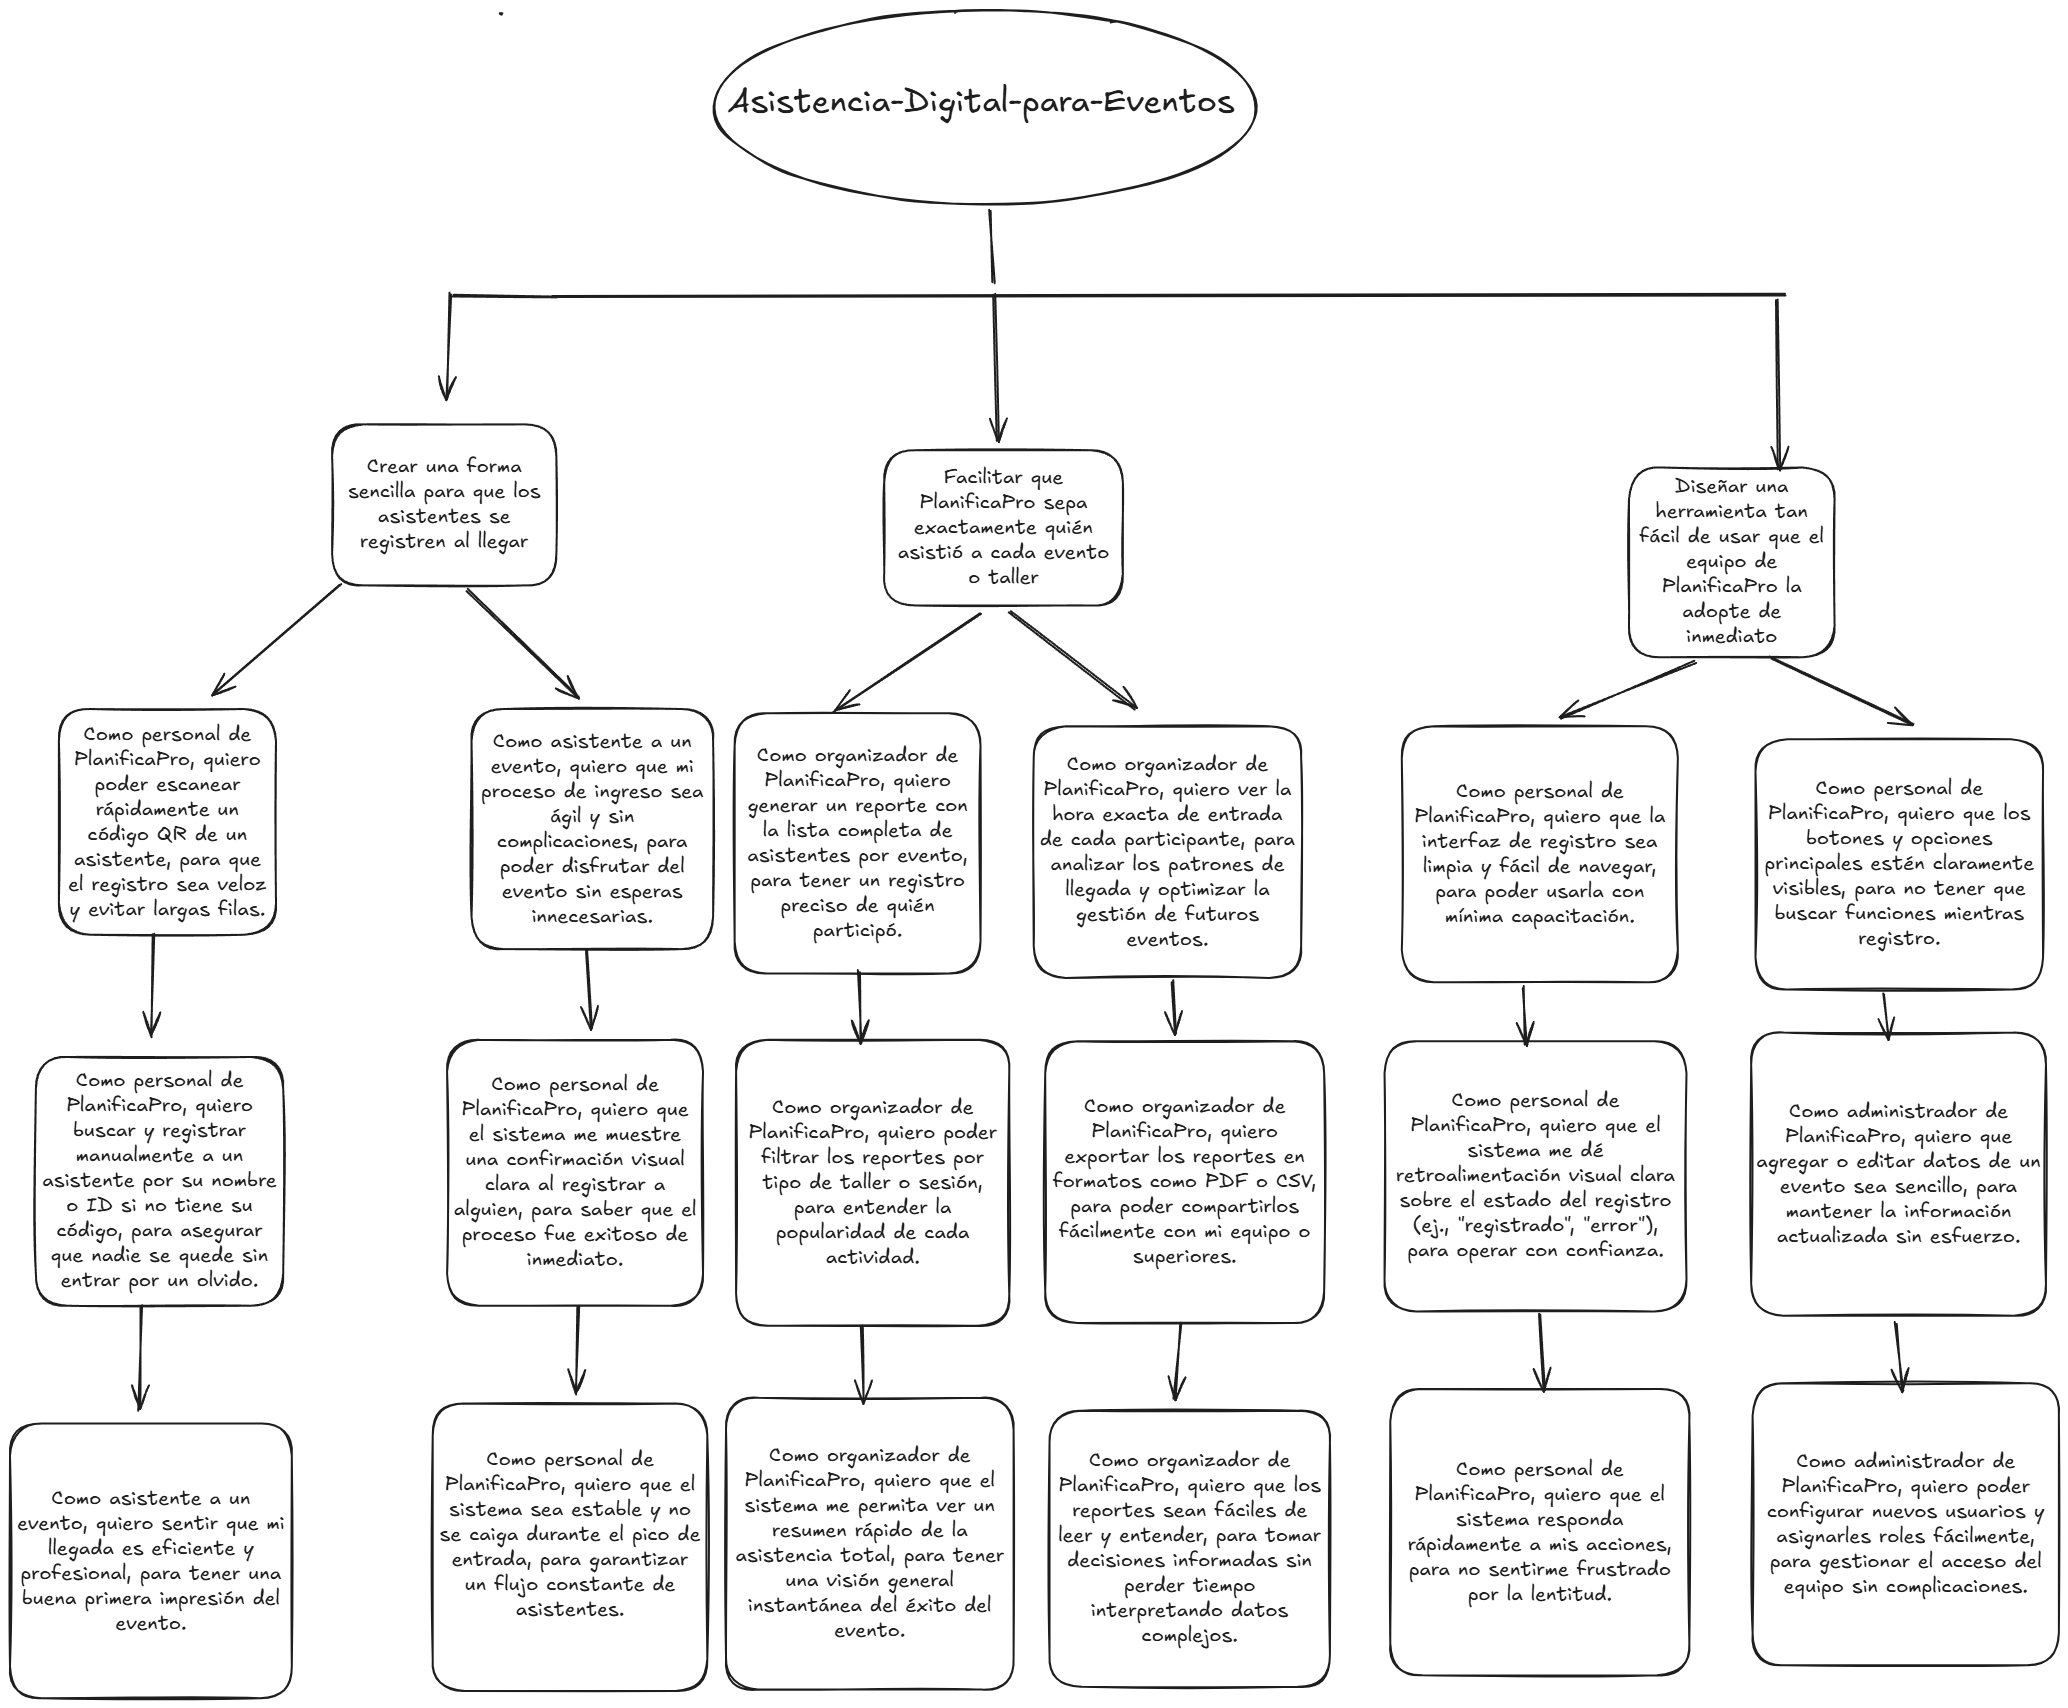 Asistencia-Digital-para-Eventos
Crear una forma
sencilla para que los
asistentes se
registren al llegar
Facilitar que
PlanificaPro sepa
exactamente quién
asistió a cada evento
o taller
Diseñar una
herramienta tan
fácil de usar que el
equipo de
PlanificaPro la
adopte de
inmediato
Como personal de
PlanificaPro, quiero
poder escanear
rápidamente un
código QR de un
asistente, para que
el registro sea veloz
y evitar largas filas.
Como asistente a un
evento, quiero que mi
proceso de ingreso sea
ágil y sin
complicaciones, para
poder disfrutar del
evento sin esperas
innecesarias.
Como organizador de
PlanificaPro, quiero
generar un reporte con
la lista completa de
asistentes por evento,
para tener un registro
preciso de quién
participó.
Como organizador de
PlanificaPro, quiero ver la
hora exacta de entrada
de cada participante, para
analizar los patrones de
llegada y optimizar la
gestión de futuros
eventos.
Como personal de
PlanificaPro, quiero que la
interfaz de registro sea
limpia y fácil de navegar,
para poder usarla con
mínima capacitación.
Como personal de
PlanificaPro, quiero que los
botones y opciones
principales estén claramente
visibles, para no tener que
buscar funciones mientras
registro.
Como personal de
PlanificaPro, quiero
buscar y registrar
manualmente a un
asistente por su nombre
o ID si no tiene su
código, para asegurar
que nadie se quede sin
entrar por un olvido.
Como personal de
PlanificaPro, quiero que
el sistema me muestre
una confirmación visual
clara al registrar a
alguien, para saber que el
proceso fue exitoso de
inmediato.
Como organizador de
PlanificaPro, quiero poder
filtrar los reportes por
tipo de taller o sesión,
para entender la
popularidad de cada
actividad.
Como organizador de
PlanificaPro, quiero
exportar los reportes en
formatos como PDF o CSV,
para poder compartirlos
fácilmente con mi equipo o
superiores.
Como personal de
PlanificaPro, quiero que el
sistema me dé
retroalimentación visual clara
sobre el estado del registro
(ej., "registrado", "error"),
para operar con confianza.
Como administrador de
PlanificaPro, quiero que
agregar o editar datos de un
evento sea sencillo, para
mantener la información
actualizada sin esfuerzo.
Como asistente a un
evento, quiero sentir que mi
llegada es eficiente y
profesional, para tener una
buena primera impresión del
evento.
Como personal de
PlanificaPro, quiero que el
sistema sea estable y no
se caiga durante el pico de
entrada, para garantizar
un flujo constante de
asistentes.
Como organizador de
PlanificaPro, quiero que el
sistema me permita ver un
resumen rápido de la
asistencia total, para tener
una visión general
instantánea del éxito del
evento.
Como organizador de
PlanificaPro, quiero que los
reportes sean fáciles de
leer y entender, para tomar
decisiones informadas sin
perder tiempo
interpretando datos
complejos.
Como personal de
PlanificaPro, quiero que el
sistema responda
rápidamente a mis acciones,
para no sentirme frustrado
por la lentitud.
Como administrador de
PlanificaPro, quiero poder
configurar nuevos usuarios y
asignarles roles fácilmente,
para gestionar el acceso del
equipo sin complicaciones.